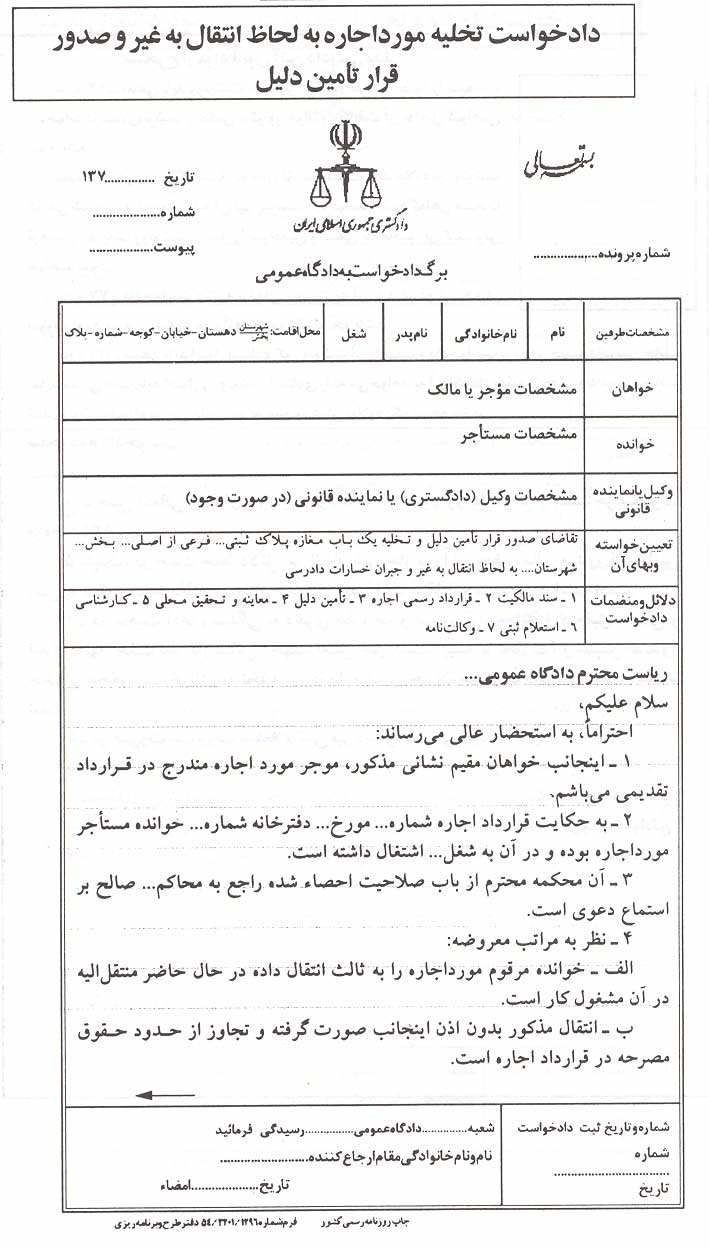 دادخواست تخلیه مورد اجاره به لحاظ انتقال به غیر و صدور
قرار تأمین دلیل
بسمه تعالی
دادگستری جمهوری اسلامی ایران
تاریخ ..............۱۳۷
شماره....................
پیوست...................
شماره پرونده..................
برگ دادخواست به دادگاه عمومی
مشخصات طرفین
نام
نام خانوادگی
نام پدر
شغل
محل اقامت: شهرستان بخش دهستان-خیابان-کوچه-شماره-پلاک
خواهان
مشخصات مؤجر یا مالک
خوانده
مشخصات مستأجر
وکیل یا نماینده
قانونی
مشخصات وکیل (دادگستری) یا نماینده قانونی (در صورت وجود)
تعیین خواسته
وبهای آن
تقاضای صدور قرار تأمین دلیل و تخلیه یک باب مغازه پلاک ثبتی... فرعی از اصلی... بخش...
شهرستان.... به لحاظ انتقال به غیر و جبران خسارات دادرسی
دلائل ومنضمات
دادخواست
۱ ـ سند مالکیت ۲ ـ قرارداد رسمی اجاره ۳ ـ تأمین دلیل ۴ ـ معاینه و تحقیق محلی ۵ ـ کارشناسی
۶ ـ استعلام ثبتی ۷ ـ وکالت‌نامه
ریاست محترم دادگاه عمومی...
سلام علیکم،
احتراماً، به استحضار عالی می‌رساند:
۱ ـ اینجانب خواهان مقیم نشانی مذکور، موجر مورد اجاره مندرج در قرارداد
تقدیمی می‌باشم.
۲ ـ به حکایت قرارداد اجاره شماره... مورخ... دفترخانه شماره... خوانده مستأجر
مورداجاره بوده و در آن به شغل... اشتغال داشته است.
۳ ـ آن محکمه محترم از باب صلاحیت احصاء شده راجع به محاکم... صالح بر
استماع دعوی است.
۴ ـ نظر به مراتب معروضه:
الف ـ خوانده مرقوم مورداجاره را به ثالث انتقال داده در حال حاضر منتقل‌الیه
در آن مشغول کار است.
ب ـ انتقال مذکور بدون اذن اینجانب صورت گرفته و تجاوز از حدود حقوق
مصرحه در قرارداد اجاره است.
شماره و تاریخ ثبت دادخواست
شماره
.............................
تاریخ
شعبه..............دادگاه عمومی...............رسیدگی فرمائید
نام و نام خانوادگی مقام ارجاع کننده........................
تاریخ....................امضاء
چاپ روزنامه رسمی کشور فرم شماره ۵۴/۳۲۰۱/۱۲۹۶ دفتر طرح و برنامه ریزی